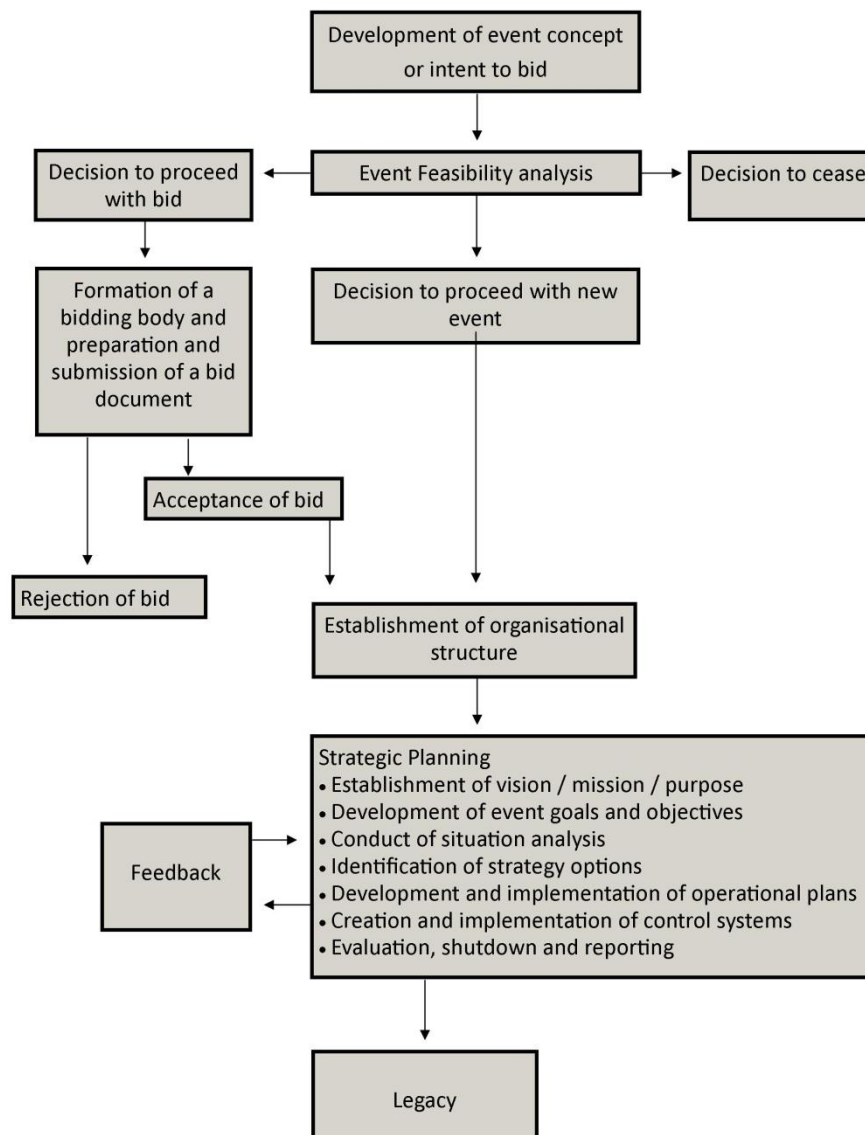 Development of event concept
or intent to bid
Decision to proceed
with bid
Event Feasibility analysis
Decision to cease
Formation of a
bidding body and
preparation and
submission of a bid
document
Decision to proceed with new
event
Acceptance of bid
Rejection of bid
Establishment of organisational
structure
Strategic Planning
• Establishment of vision / mission / purpose
• Development of event goals and objectives
• Conduct of situation analysis
• Identification of strategy options
• Development and implementation of operational plans
• Creation and implementation of control systems
• Evaluation, shutdown and reporting
Feedback
Legacy